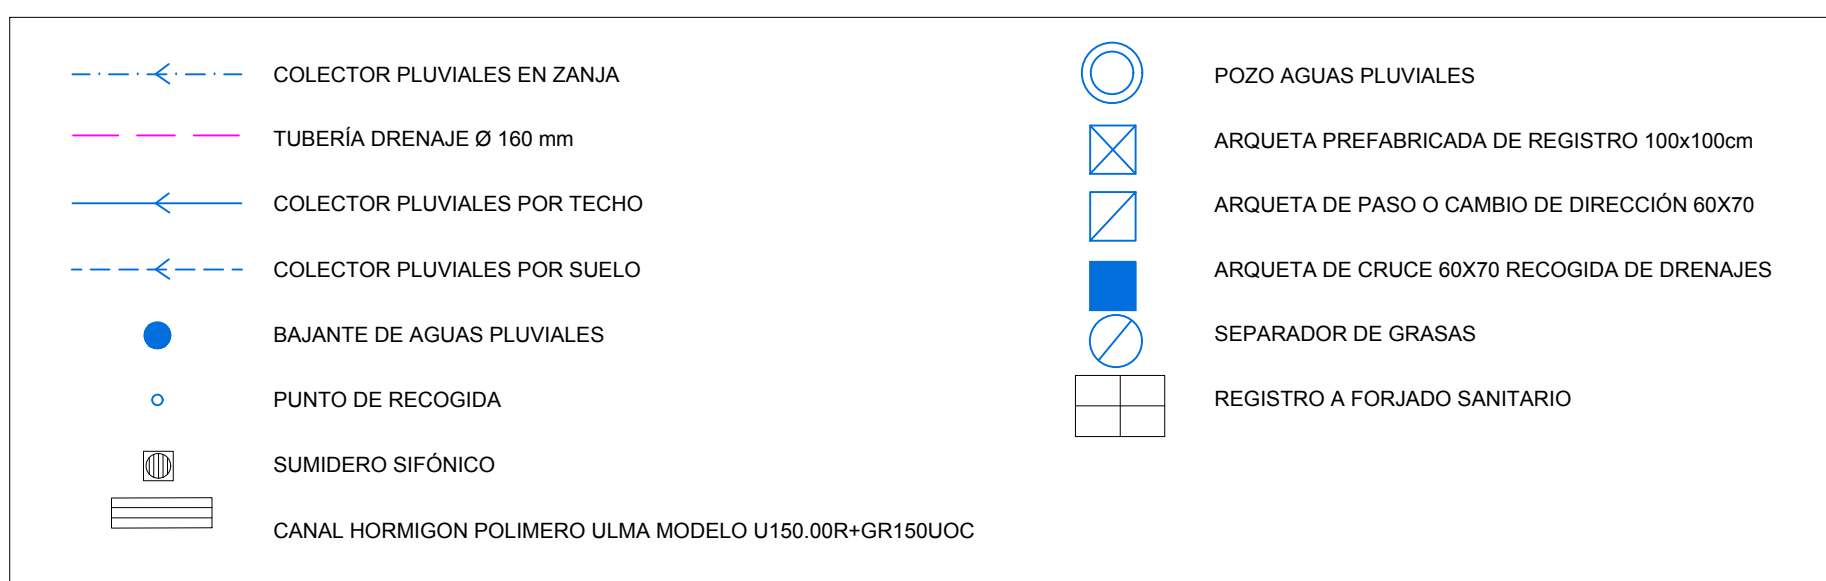 COLECTOR PLUVIALES EN ZANJA
TUBERÍA DRENAJE Ø 160 mm
COLECTOR PLUVIALES POR TECHO
COLECTOR PLUVIALES POR SUELO
BAJANTE DE AGUAS PLUVIALES
PUNTO DE RECOGIDA
SUMIDERO SIFÓNICO
CANAL HORMIGON POLIMERO ULMA MODELO U150.00R+GR150UOC
POZO AGUAS PLUVIALES
ARQUETA PREFABRICADA DE REGISTRO 100x100cm
ARQUETA DE PASO O CAMBIO DE DIRECCIÓN 60X70
ARQUETA DE CRUCE 60X70 RECOGIDA DE DRENAJES
SEPARADOR DE GRASAS
REGISTRO A FORJADO SANITARIO